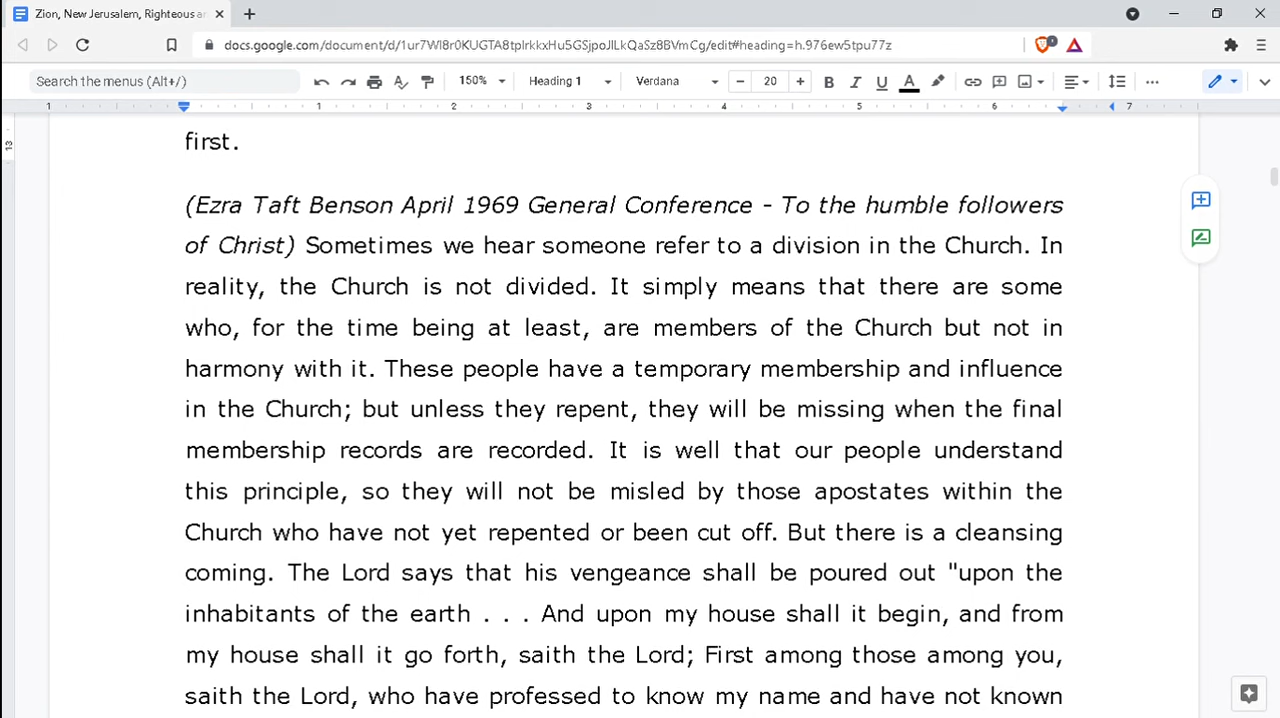 Zion, New Jerusalem, Righteous an
docs.google.com/document/d/1ur7Wl8r0KUGTA8tplrkkxHu5GSjpoJlLkQaSz8BVmCg/edit#heading=h.976ew5tpu77z
Search the menus (Alt+/) 150% Heading 1 Verdana 20 B I U A
1 1 2 3 4 5 6 7
13
first.
(Ezra Taft Benson April 1969 General Conference - To the humble followers
of Christ) Sometimes we hear someone refer to a division in the Church. In
reality, the Church is not divided. It simply means that there are some
who, for the time being at least, are members of the Church but not in
harmony with it. These people have a temporary membership and influence
in the Church; but unless they repent, they will be missing when the final
membership records are recorded. It is well that our people understand
this principle, so they will not be misled by those apostates within the
Church who have not yet repented or been cut off. But there is a cleansing
coming. The Lord says that his vengeance shall be poured out "upon the
inhabitants of the earth . . . And upon my house shall it begin, and from
my house shall it go forth, saith the Lord; First among those among you,
saith the Lord, who have professed to know my name and have not known